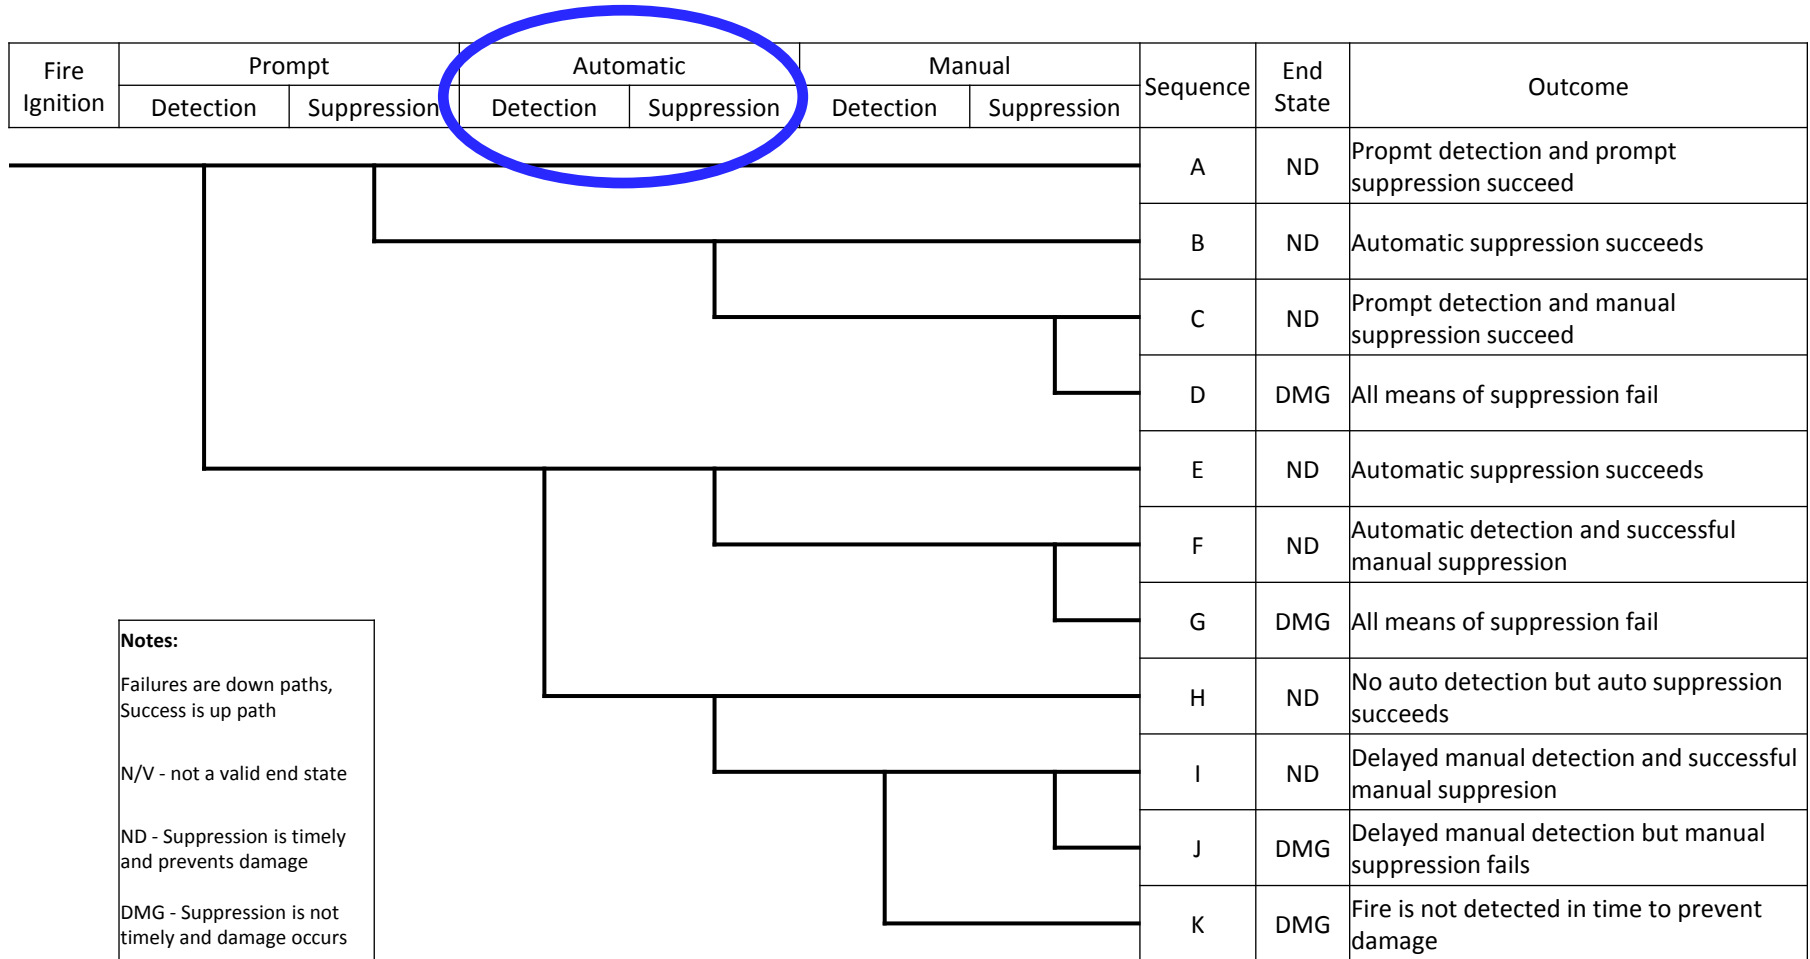 Fire Ignition
Prompt
Automatic
Manual
Sequence
End State
Outcome
Detection
Suppression
Detection
Suppression
Detection
Suppression
A
ND
Propmt detection and prompt
suppression succeed
B
ND
Automatic suppression succeeds
C
ND
Prompt detection and manual
suppression succeed
D
DMG
All means of suppression fail
E
ND
Automatic suppression succeeds
F
ND
Automatic detection and successful
manual suppression
G
DMG
All means of suppression fail
H
ND
No auto detection but auto suppression
succeeds
I
ND
Delayed manual detection and successful
manual suppresion
J
DMG
Delayed manual detection but manual
suppression fails
K
DMG
Fire is not detected in time to prevent
damage
Notes:
Failures are down paths,
Success is up path
N/V - not a valid end state
ND - Suppression is timely
and prevents damage
DMG - Suppression is not
timely and damage occurs